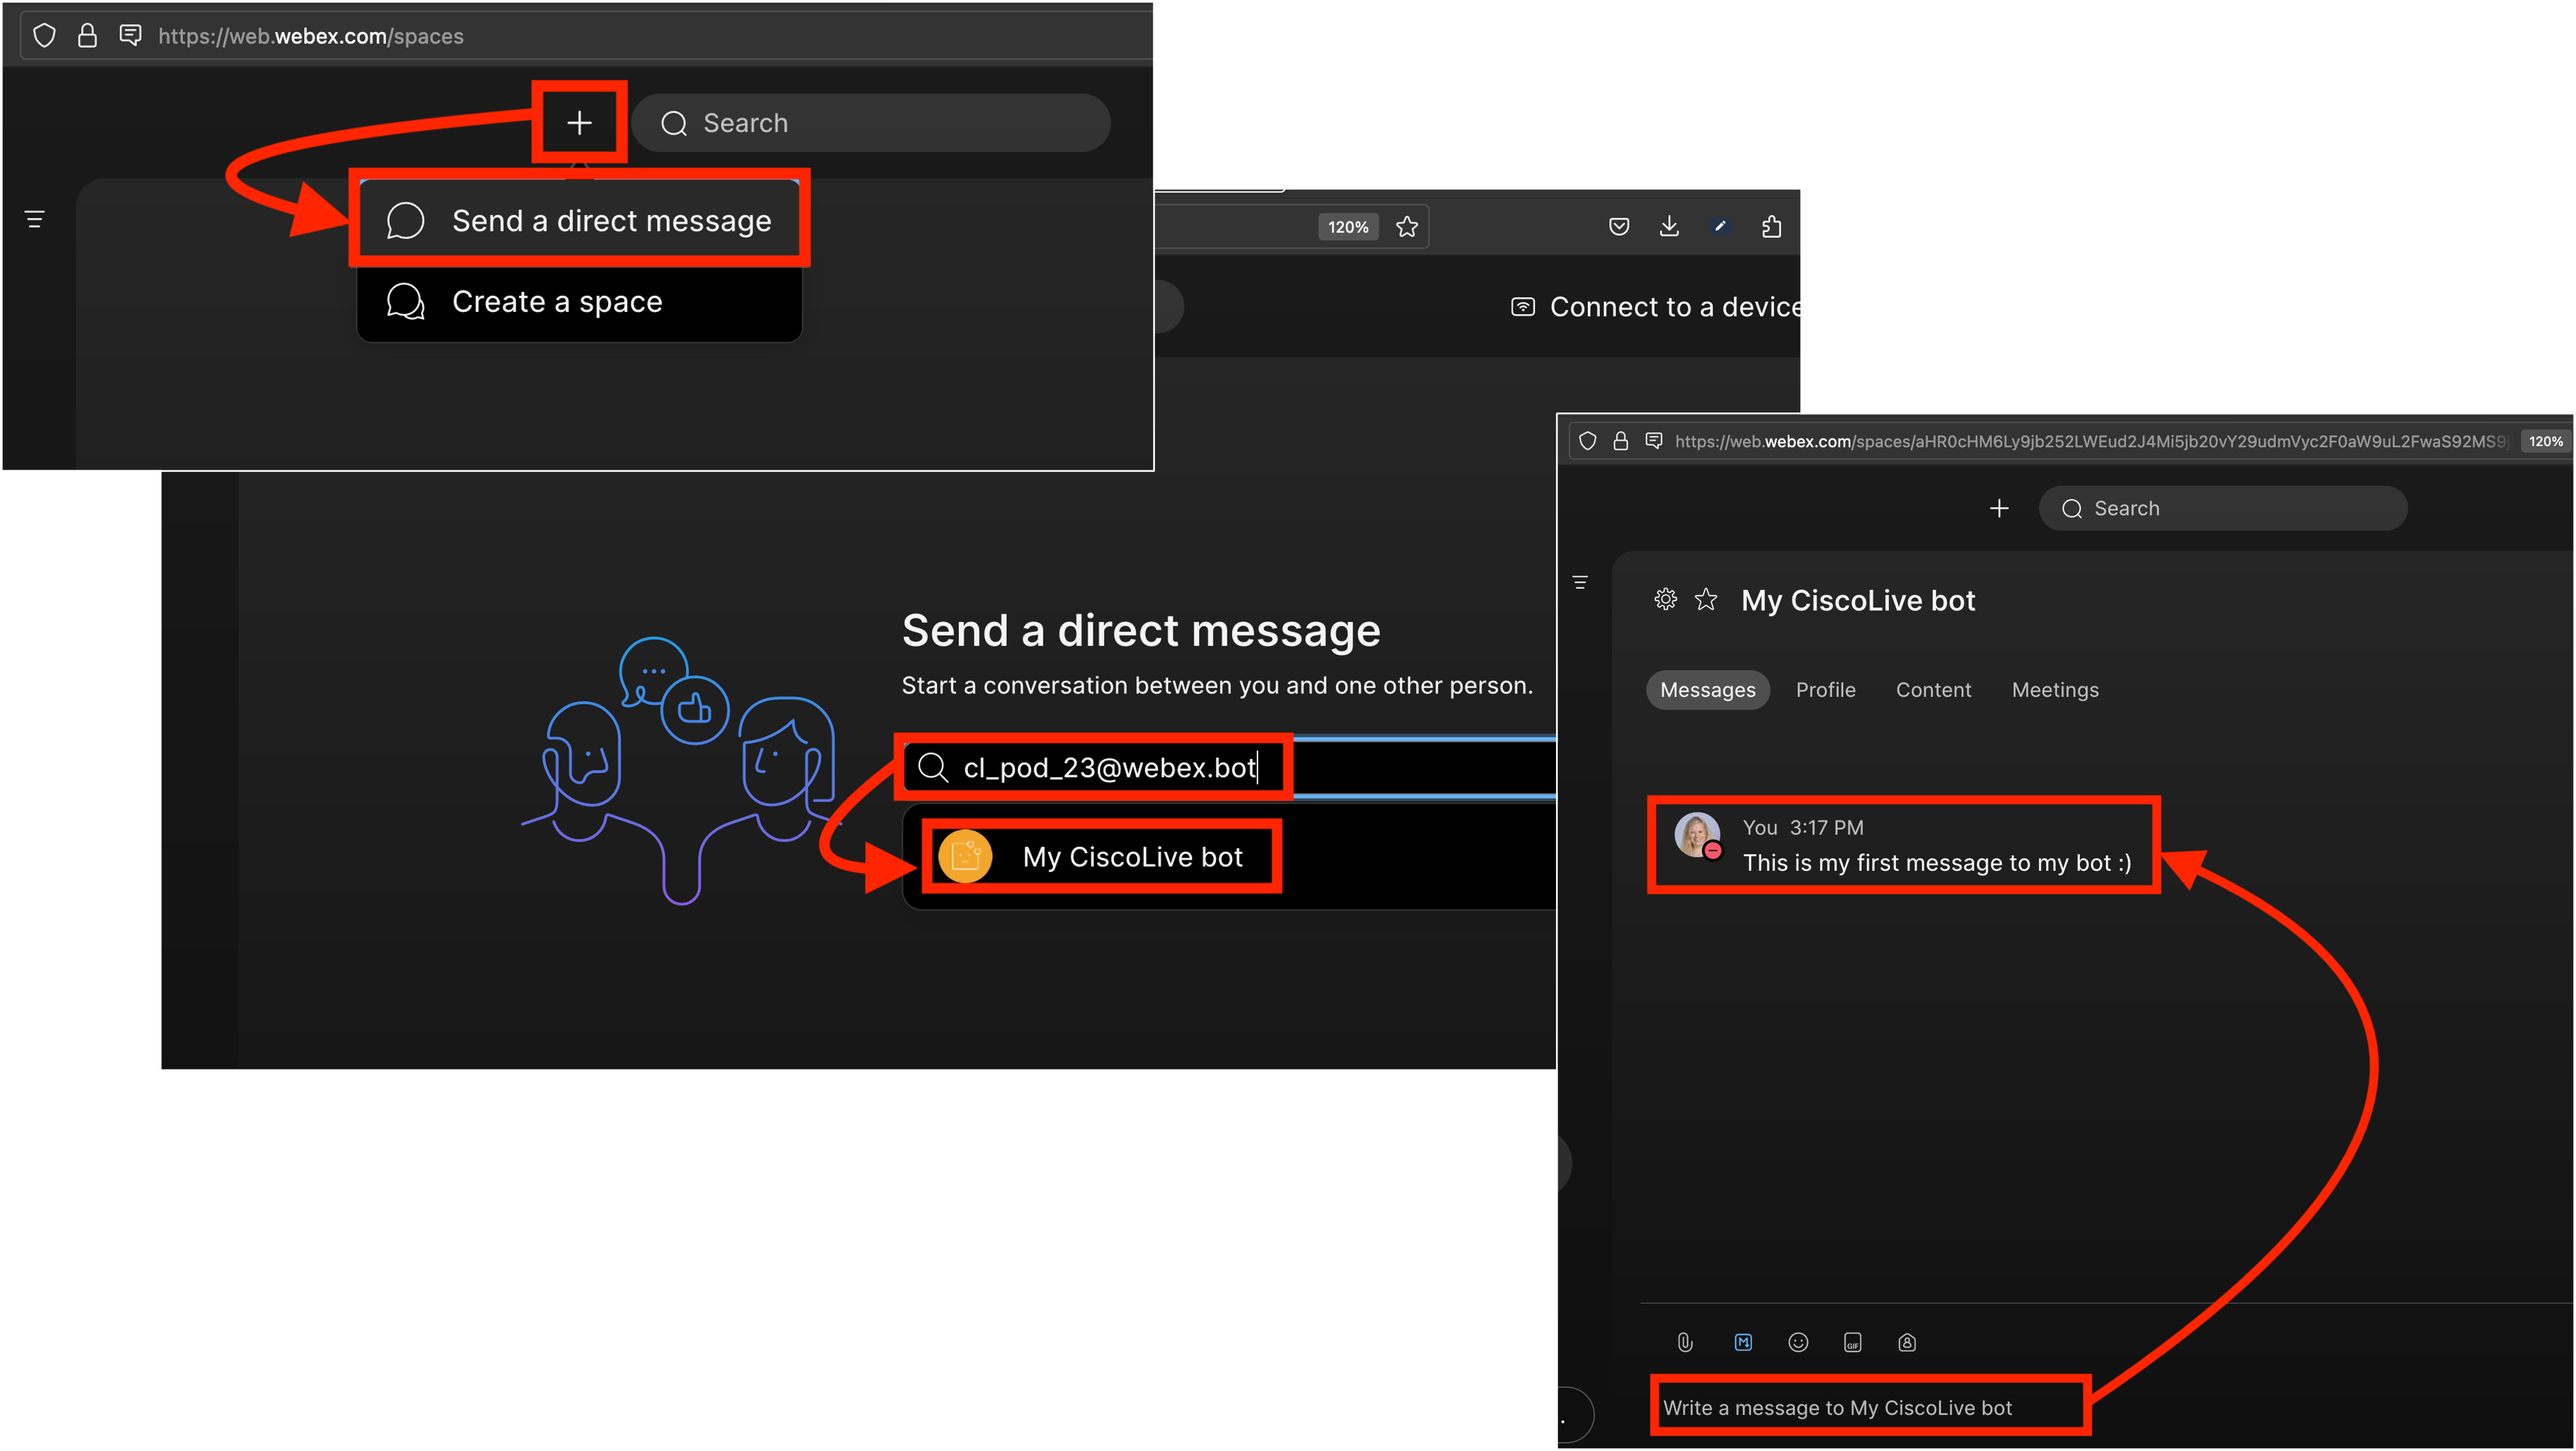 https://web.webex.com/spaces
Search
Send a direct message
Create a space
120%
Connect to a device
Send a direct message
Start a conversation between you and one other person.
cl_pod_23@webex.bot
My CiscoLive bot
https://web.webex.com/spaces/aHR0cHM6Ly9jb252LWEud2J4Mi5jb20vY29udmVyc2F0aW9uL2FwaS92MS9j
120%
Search
My CiscoLive bot
Messages Profile Content Meetings
You 3:17 PM
This is my first message to my bot :)
GIF
Write a message to My CiscoLive bot